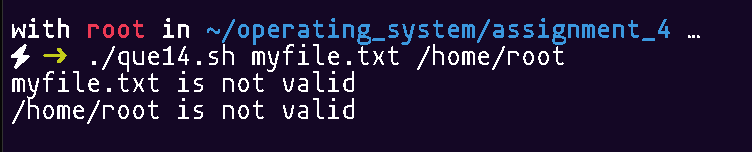 with root in ~/operating_system/assignment_4 …
⚡ → ./que14.sh myfile.txt /home/root
myfile.txt is not valid
/home/root is not valid